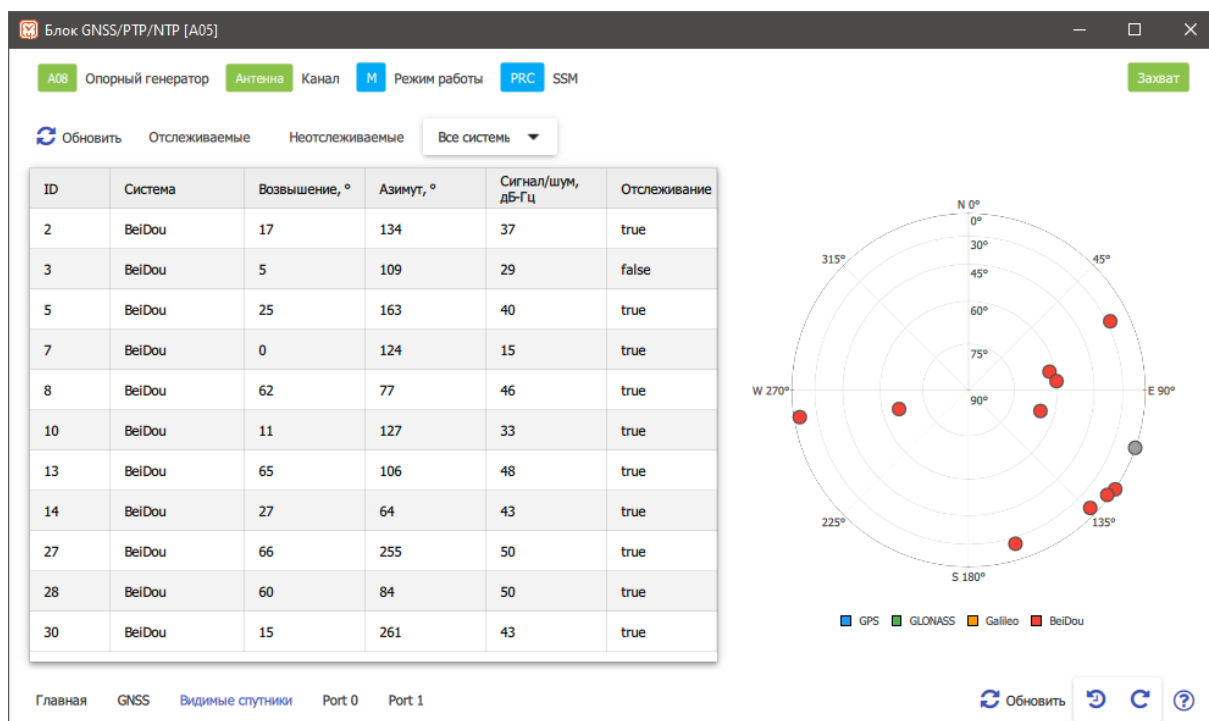 Блок GNSS/PTP/NTP [A05]
A08 Опорный генератор Антенна Канал M Режим работы PRC SSM Захват
Обновить Отслеживаемые Неотслеживаемые Все системь
ID Система Возвышение, ° Азимут, ° Сигнал/шум, дБ-Гц Отслеживание
2 BeiDou 17 134 37 true
3 BeiDou 5 109 29 false
5 BeiDou 25 163 40 true
7 BeiDou 0 124 15 true
8 BeiDou 62 77 46 true
10 BeiDou 11 127 33 true
13 BeiDou 65 106 48 true
14 BeiDou 27 64 43 true
27 BeiDou 66 255 50 true
28 BeiDou 60 84 50 true
30 BeiDou 15 261 43 true
N 0°
0°
30°
315° 45°
45°
60°
75°
W 270° E 90°
90°
225° 135°
S 180°
GPS GLONASS Galileo BeiDou
Главная GNSS Видимые спутники Port 0 Port 1 Обновить ?